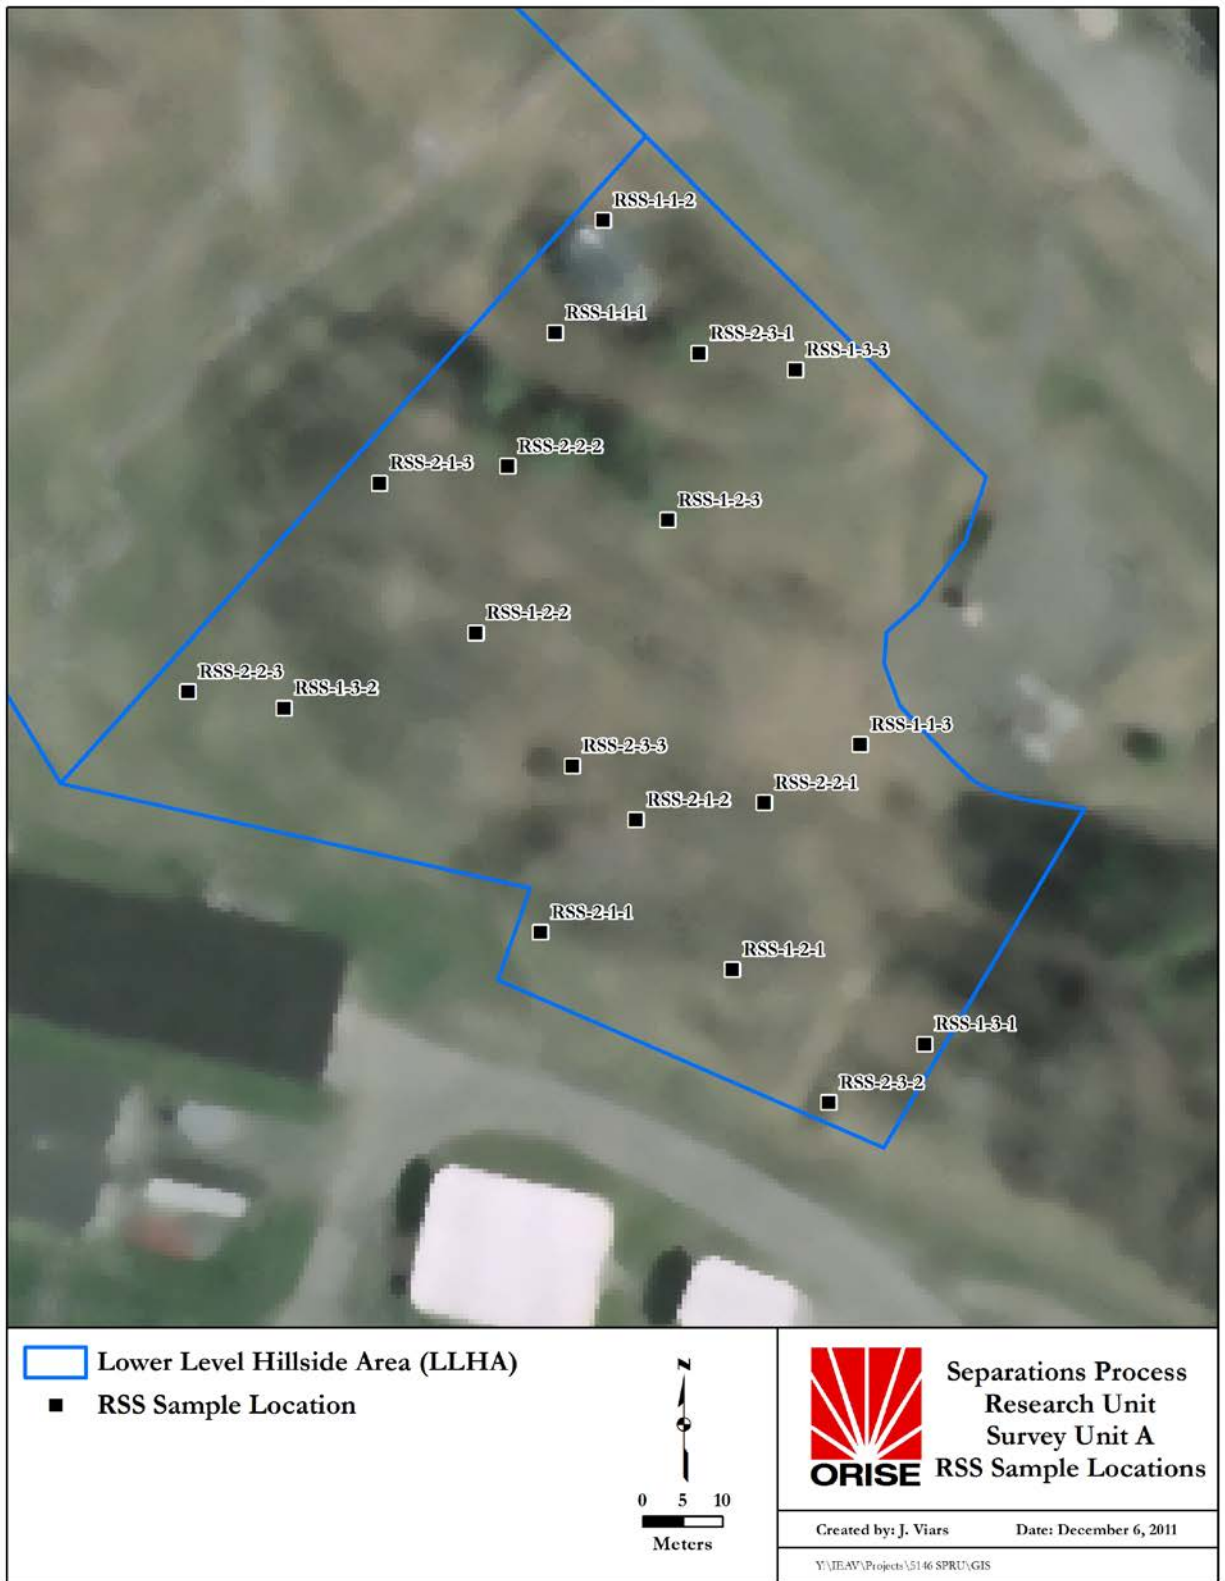 RSS-1-1-2
RSS-1-1-1
RSS-2-3-1
RSS-1-3-3
RSS-2-2-2
RSS-2-1-3
RSS-1-2-3
RSS-1-2-2
RSS-2-2-3
RSS-1-3-2
RSS-1-1-3
RSS-2-3-3
RSS-2-2-1
RSS-2-1-2
RSS-2-1-1
RSS-1-2-1
RSS-1-3-1
RSS-2-3-2
Lower Level Hillside Area (LLHA)
RSS Sample Location
N
0 5 10
Meters
ORISE
Separations Process
Research Unit
Survey Unit A
RSS Sample Locations
Created by: J. Viars Date: December 6, 2011
Y:\IEAV\Projects\5146 SPRU\GIS